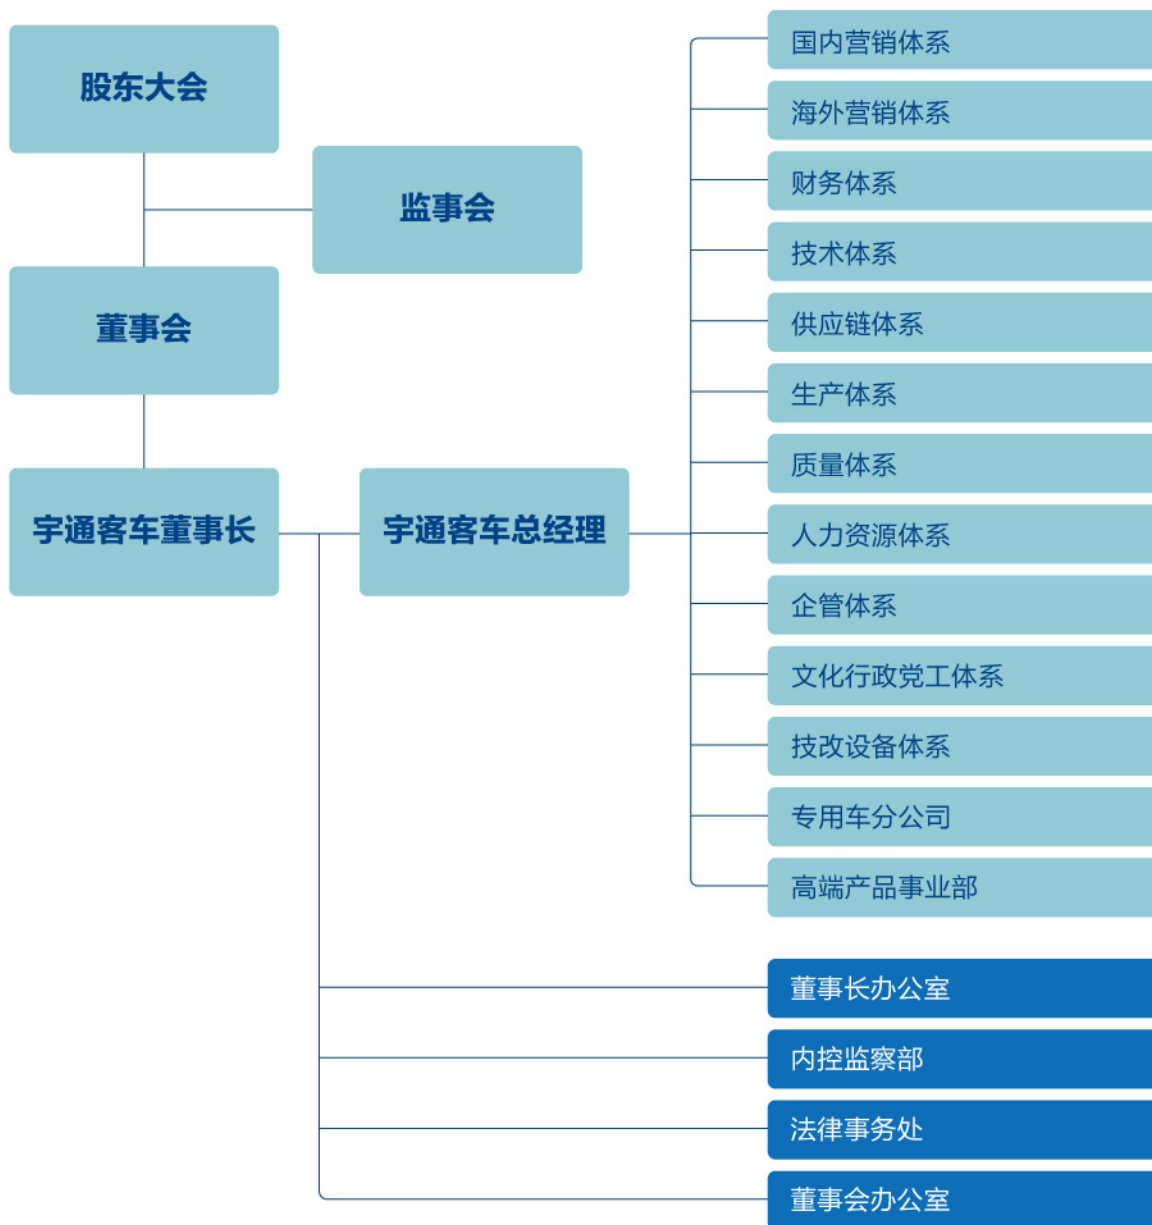 股东大会
监事会
董事会
宇通客车董事长
宇通客车总经理
国内营销体系
海外营销体系
财务体系
技术体系
供应链体系
生产体系
质量体系
人力资源体系
企管体系
文化行政党工体系
技改设备体系
专用车分公司
高端产品事业部
董事长办公室
内控监察部
法律事务处
董事会办公室